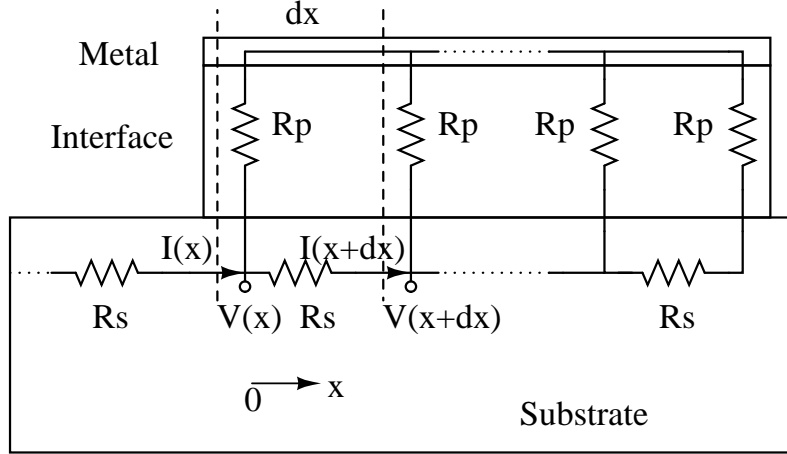 dx
Metal
Interface
Rp Rp Rp Rp
I(x) I(x+dx)
Rs V(x) Rs V(x+dx) Rs
0 x
Substrate